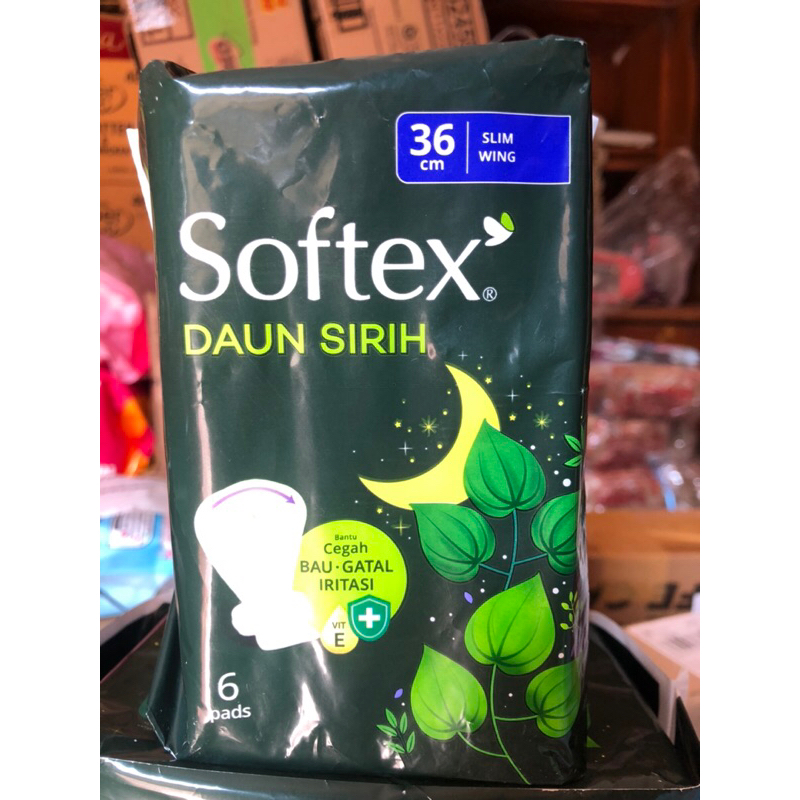 36
cm
SLIM
WING
Softex®
DAUN SIRIH
Bantu
Cegah
BAU · GATAL
IRITASI
VIT
E
6
pads